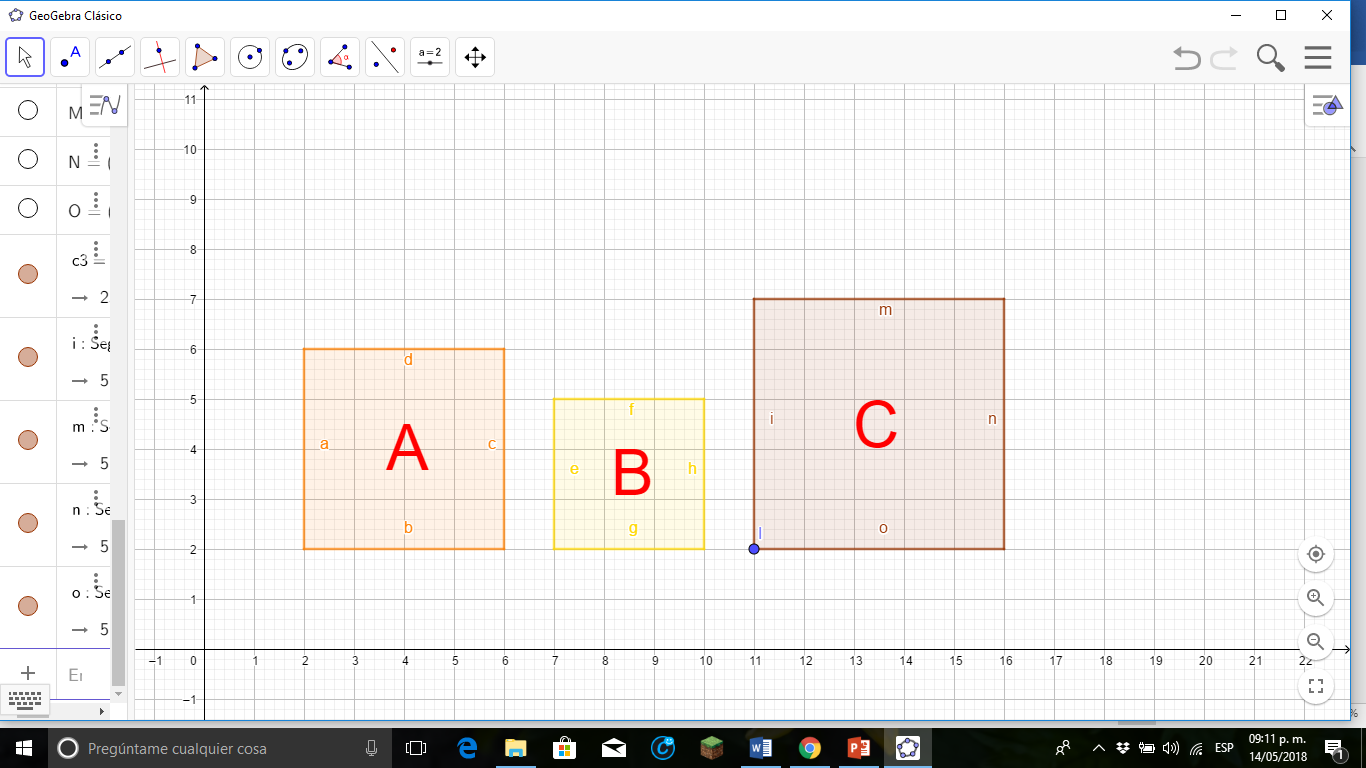 GeoGebra Clásico
A
α
a=2
M
N
O
c3 =
→ 2
i : Seg
→ 5
m : S
→ 5
n : Se
→ 5
o : Se
→ 5
11
10
9
8
7
6
5
4
3
2
1
−1
−1 0 1 2 3 4 5 6 7 8 9 10 11 12 13 14 15 16 17 18 19 20 21 22
d
a A c
b
f
e B h
g
m
i C n
l o
%
Pregúntame cualquier cosa
ESP
09:11 p. m.
14/05/2018
1